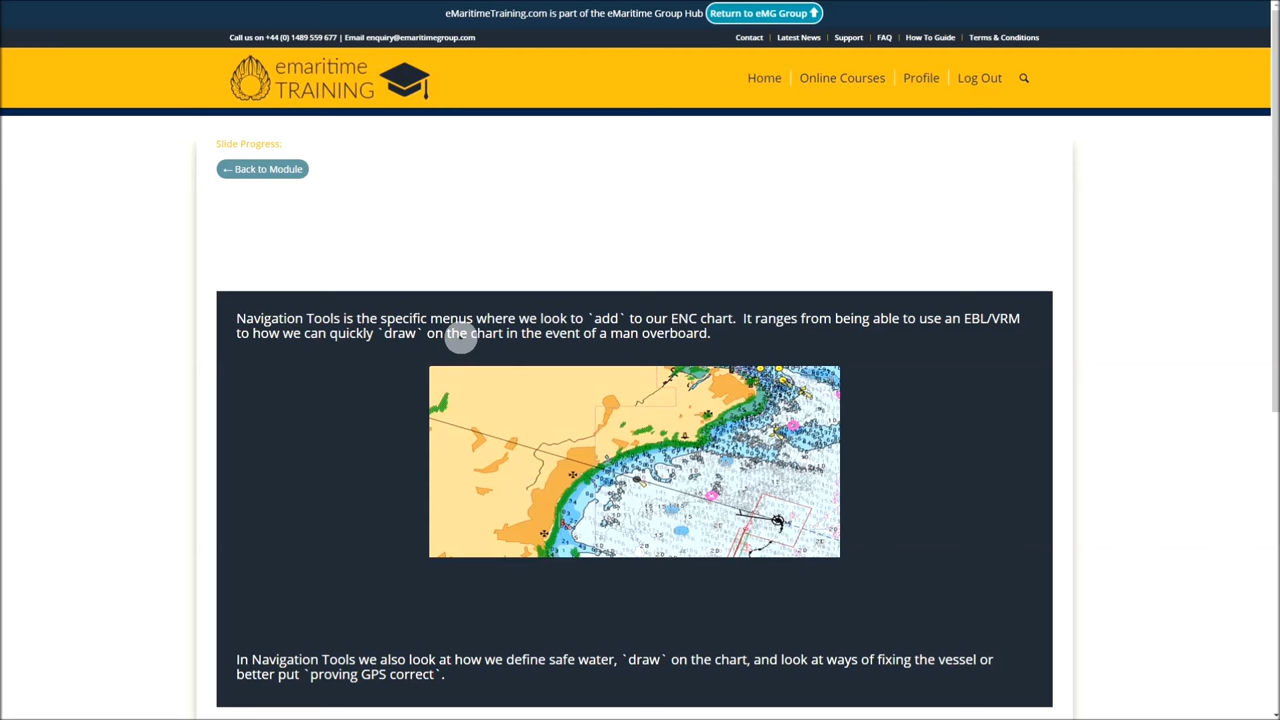 eMaritimeTraining.com is part of the eMaritime Group Hub Return to eMG Group
Call us on +44 (0) 1489 559 677 | Email enquiry@emaritimegroup.com
Contact | Latest News | Support | FAQ | How To Guide | Terms & Conditions
emaritime
TRAINING
Home Online Courses Profile Log Out
Slide Progress:
← Back to Module
Navigation Tools is the specific menus where we look to `add` to our ENC chart. It ranges from being able to use an EBL/VRM
to how we can quickly `draw` on the chart in the event of a man overboard.
In Navigation Tools we also look at how we define safe water, `draw` on the chart, and look at ways of fixing the vessel or
better put `proving GPS correct`.